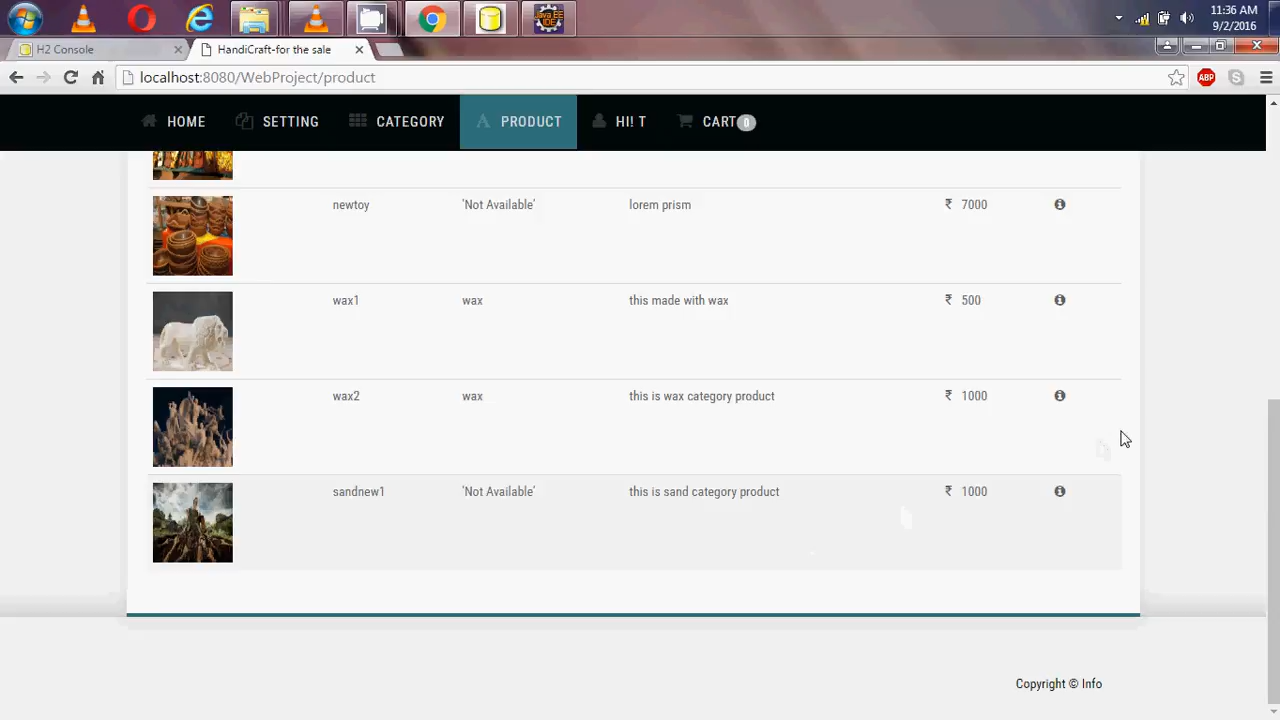 11:36 AM
9/2/2016
H2 Console
HandiCraft-for the sale
localhost:8080/WebProject/product
ABP
HOME SETTING CATEGORY PRODUCT HI! T CART 0
newtoy 'Not Available' lorem prism ₹ 7000
wax1 wax this made with wax ₹ 500
wax2 wax this is wax category product ₹ 1000
sandnew1 'Not Available' this is sand category product ₹ 1000
Copyright © Info